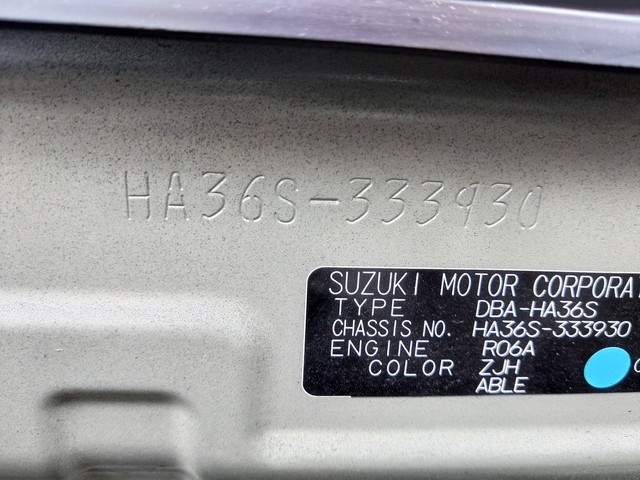 HA36S-333930
SUZUKI MOTOR CORPORA
TYPE DBA-HA36S
CHASSIS NO. HA36S-333930
ENGINE R06A
COLOR ZJH
ABLE